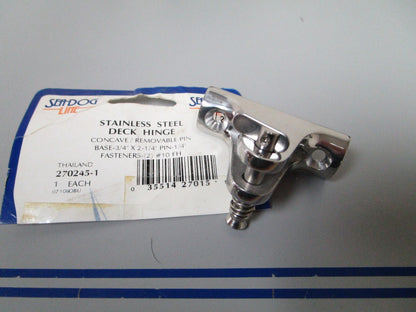 SEA-DOG
LINE
STAINLESS STEEL
DECK HINGE
CONCAVE / REMOVABLE PIN
BASE-3/4" X 2-1/4" PIN-1/4"
FASTENERS-(2) #10 FH
THAILAND
270245-1
1 EACH
0 35514 27015